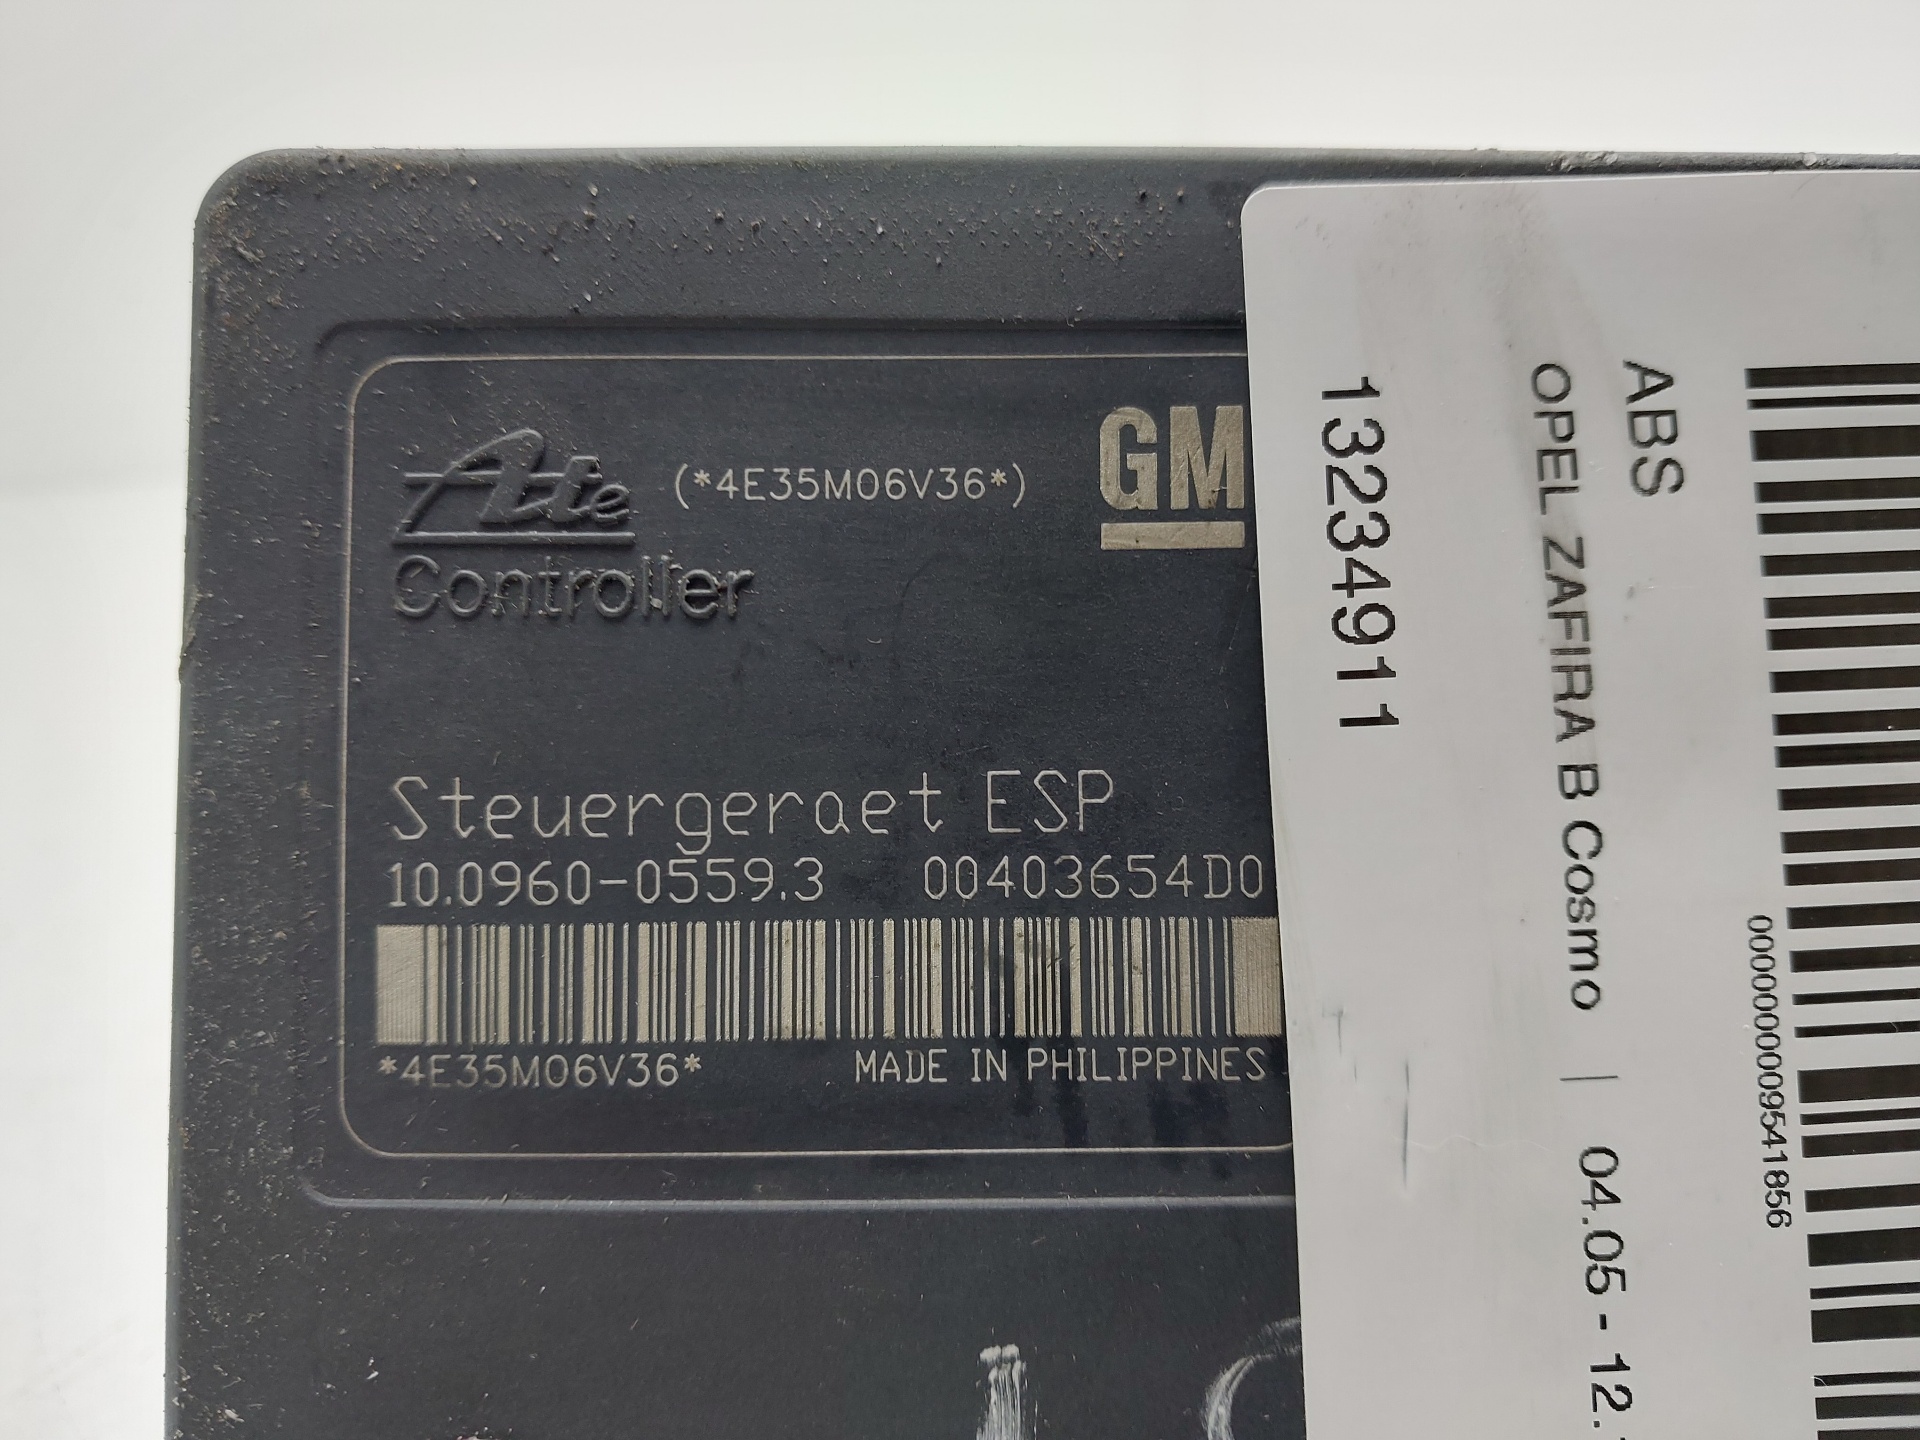 Ate (*4E35M06V36*) GM
Controller
Steuergeraet ESP
10.0960-0559.3 00403654D0
*4E35M06V36* MADE IN PHILIPPINES
ABS
OPEL ZAFIRA B Cosmo | 04.05 - 12.
13234911
0000000009541856